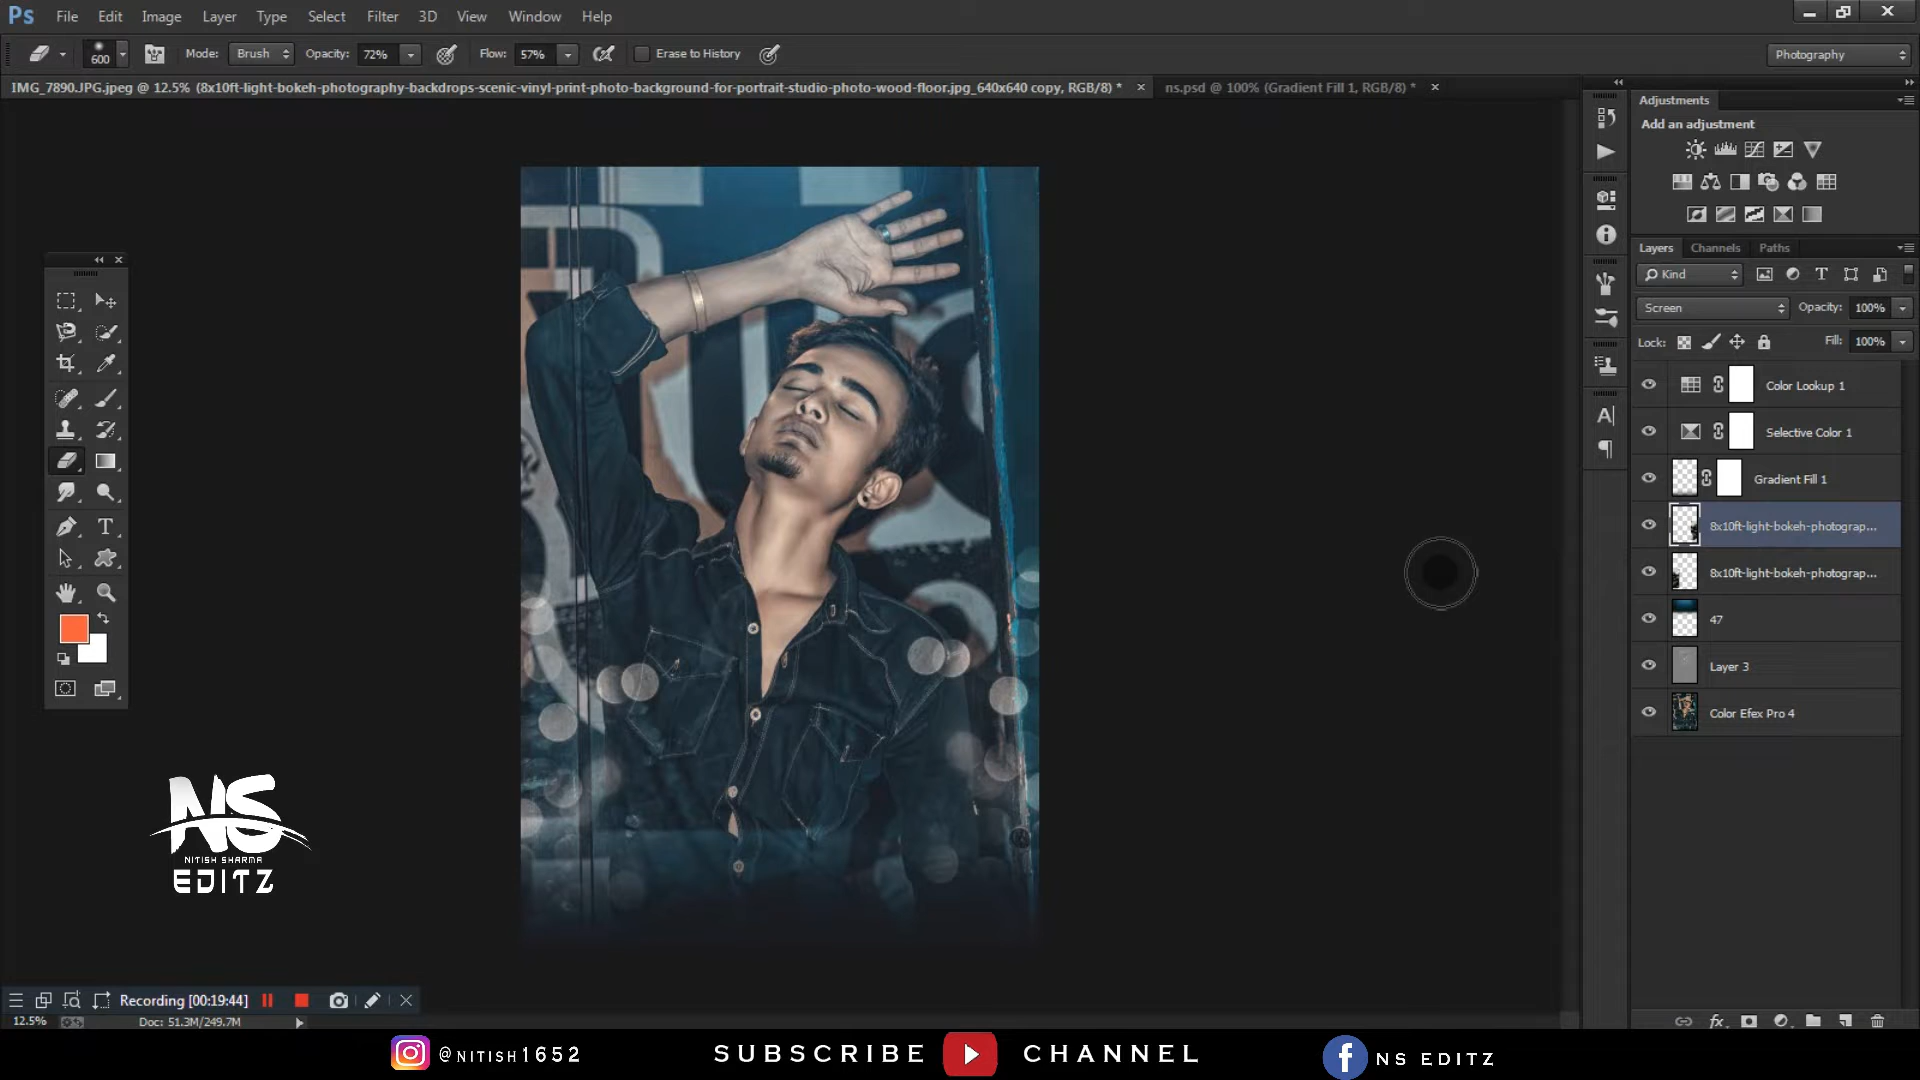 Ps File Edit Image Layer Type Select Filter 3D View Window Help
600 Mode: Brush Opacity: 72% Flow: 57% Erase to History Photography
IMG_7890.JPG.jpeg @ 12.5% (8x10ft-light-bokeh-photography-backdrops-scenic-vinyl-print-photo-background-for-portrait-studio-photo-wood-floor.jpg_640x640 copy, RGB/8) * ns.psd @ 100% (Gradient Fill 1, RGB/8) *
Adjustments
Add an adjustment
Layers Channels Paths
Kind
Screen Opacity: 100%
Lock: Fill: 100%
Color Lookup 1
Selective Color 1
Gradient Fill 1
8x10ft-light-bokeh-photograp...
8x10ft-light-bokeh-photograp...
47
Layer 3
Color Efex Pro 4
NS
NITISH SHARMA
EDITZ
Recording [00:19:44]
12.5% Doc: 51.3M/249.7M
@NITISH1652 SUBSCRIBE CHANNEL NS EDITZ